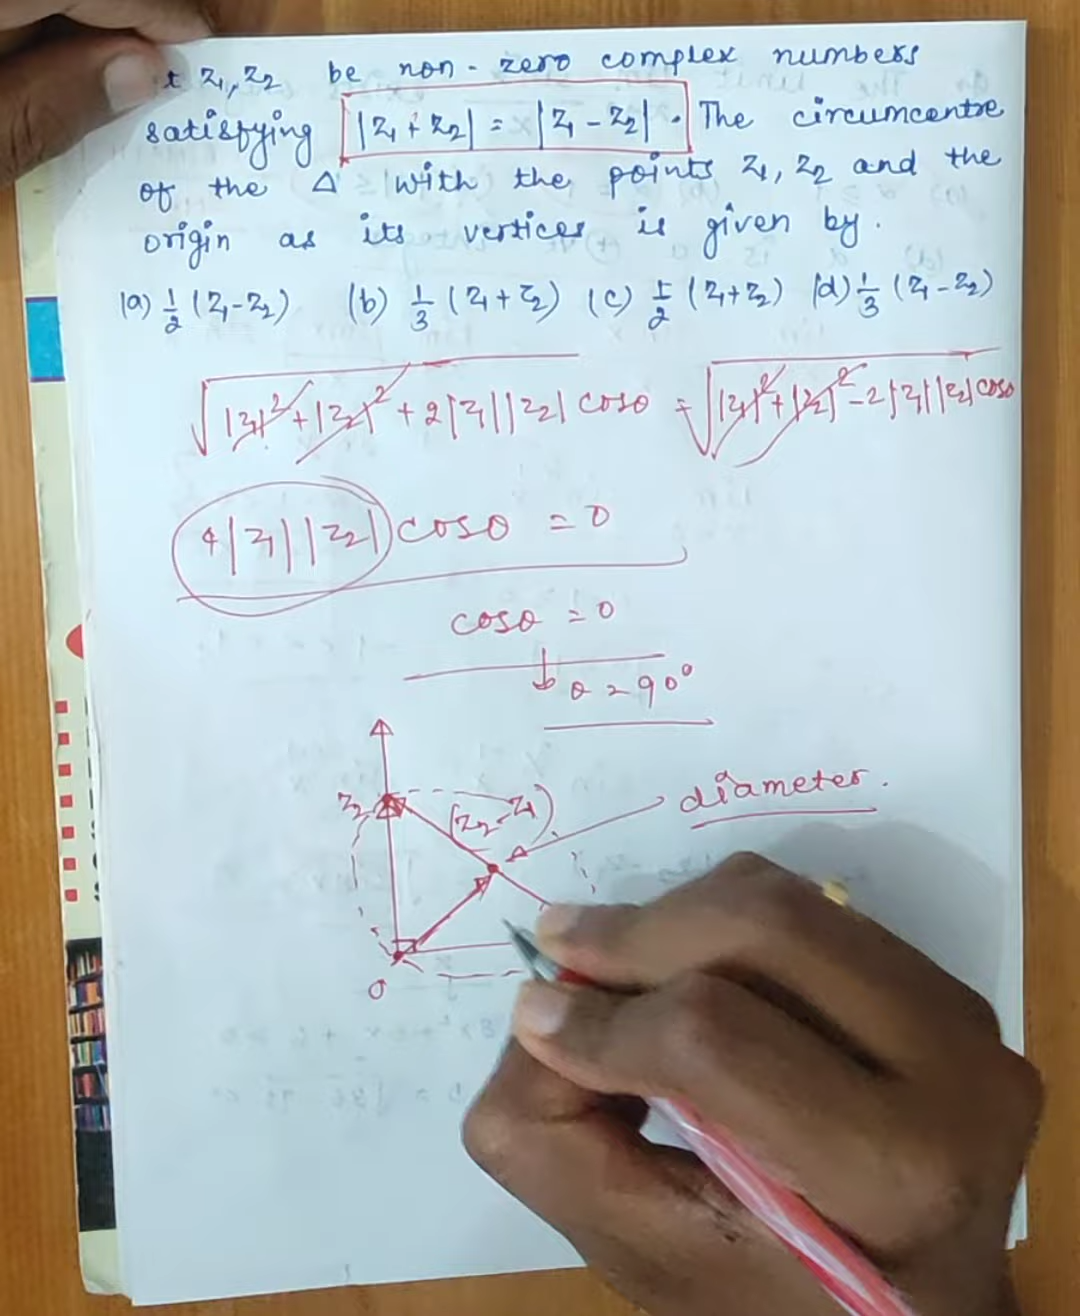 z₁, z₂ be non-zero complex numbers
satisfying |z₁ + z₂| = |z₁ - z₂|. The circumcentre
of the Δ with the points z₁, z₂ and the
origin as its vertices is given by.
(a) 1/2 (z₁-z₂) (b) 1/3 (z₁+z₂) (c) 1/2 (z₁+z₂) (d) 1/3 (z₁-z₂)
√|z₁|²+|z₂|²+2|z₁||z₂|cosθ = √|z₁|²+|z₂|²-2|z₁||z₂|cosθ
4|z₁||z₂|cosθ = 0
cosθ = 0
θ = 90°
diameter.
z₂ (z₂-z₁)
O